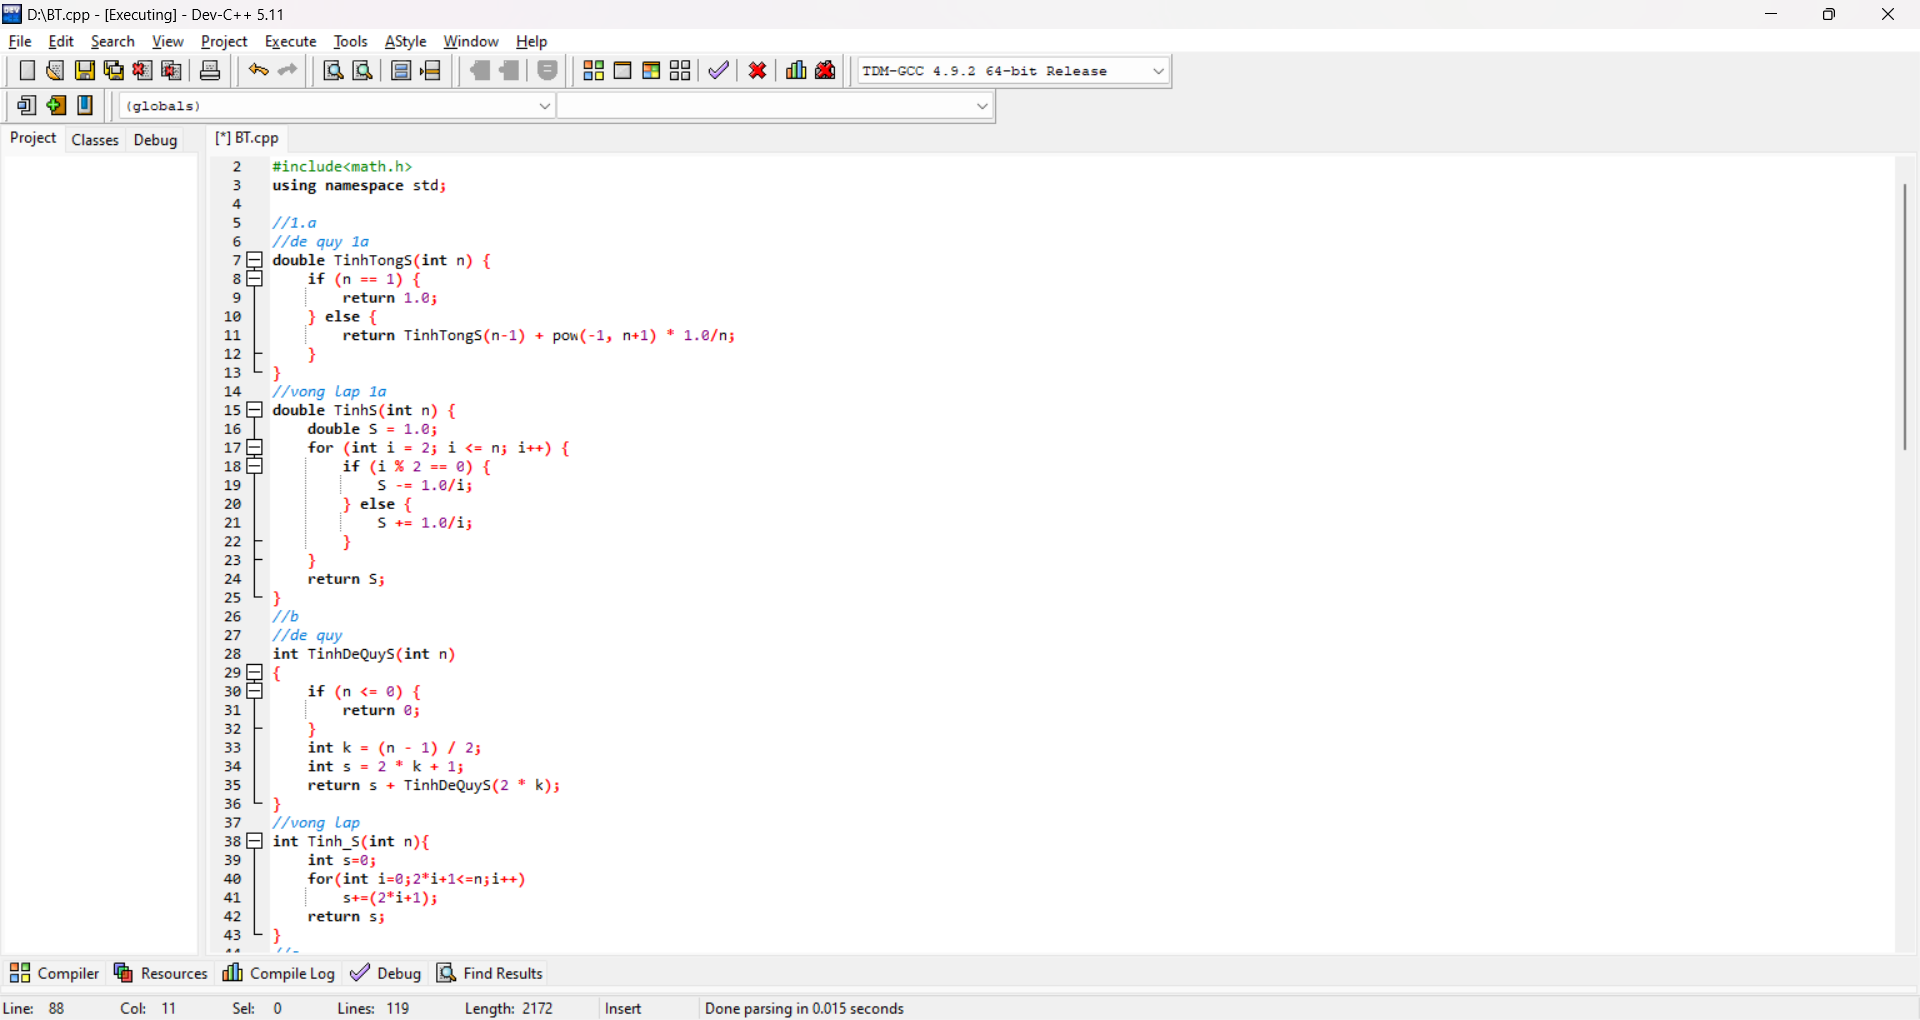 D:\BT.cpp - [Executing] - Dev-C++ 5.11
File Edit Search View Project Execute Tools AStyle Window Help
TDM-GCC 4.9.2 64-bit Release
(globals)
Project Classes Debug [*] BT.cpp
2 #include<math.h>
3 using namespace std;
4
5 //1.a
6 //de quy 1a
7 double TinhTongS(int n) {
8 if (n == 1) {
9 return 1.0;
10 } else {
11 return TinhTongS(n-1) + pow(-1, n+1) * 1.0/n;
12 }
13 }
14 //vong lap 1a
15 double TinhS(int n) {
16 double S = 1.0;
17 for (int i = 2; i <= n; i++) {
18 if (i % 2 == 0) {
19 S -= 1.0/i;
20 } else {
21 S += 1.0/i;
22 }
23 }
24 return S;
25 }
26 //b
27 //de quy
28 int TinhDeQuyS(int n)
29 {
30 if (n <= 0) {
31 return 0;
32 }
33 int k = (n - 1) / 2;
34 int s = 2 * k + 1;
35 return s + TinhDeQuyS(2 * k);
36 }
37 //vong lap
38 int Tinh_S(int n){
39 int s=0;
40 for(int i=0;2*i+1<=n;i++)
41 s+=(2*i+1);
42 return s;
43 }
Compiler Resources Compile Log Debug Find Results
Line: 88 Col: 11 Sel: 0 Lines: 119 Length: 2172 Insert Done parsing in 0.015 seconds